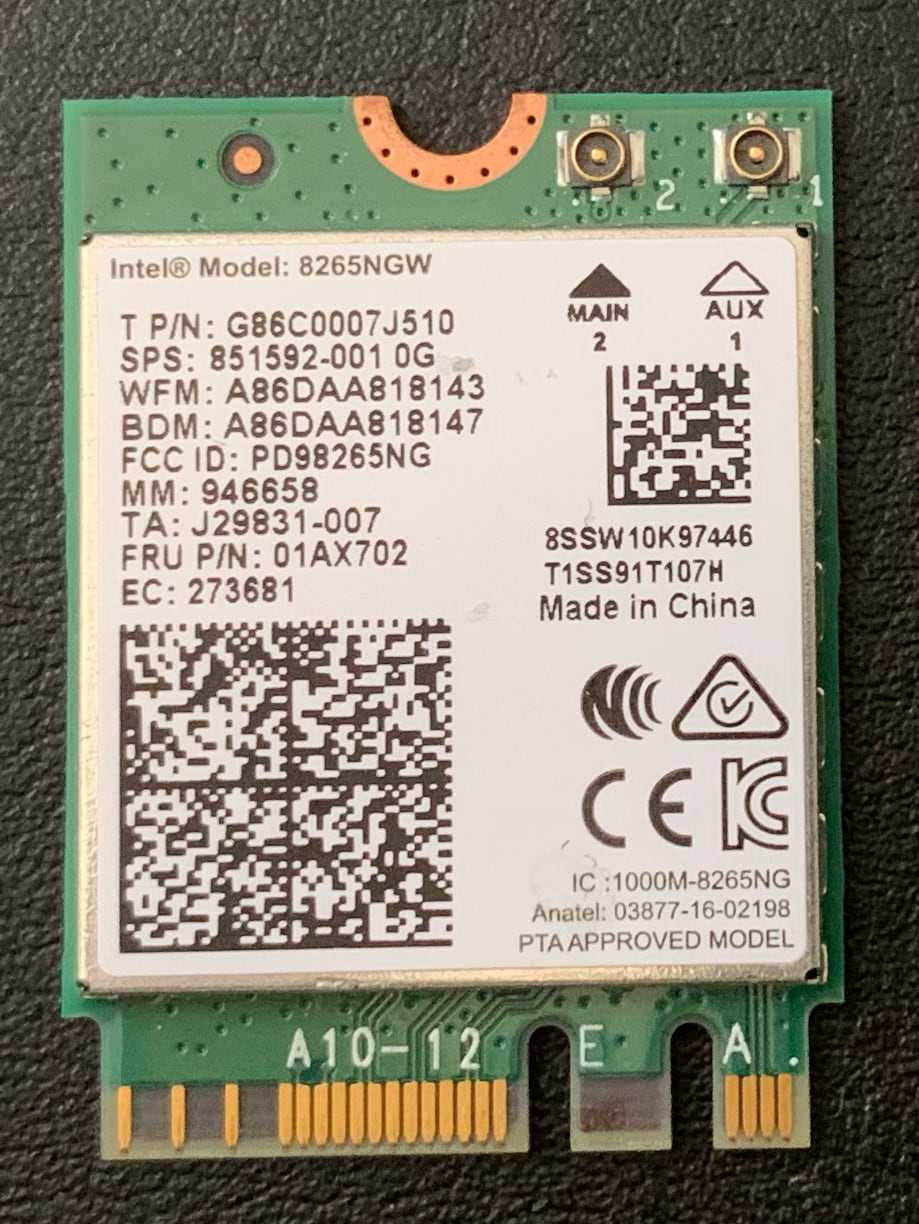 2 1
Intel® Model: 8265NGW
T P/N: G86C0007J510
SPS: 851592-001 0G
WFM: A86DAA818143
BDM: A86DAA818147
FCC ID: PD98265NG
MM: 946658
TA: J29831-007
FRU P/N: 01AX702
EC: 273681
MAIN AUX
2 1
8SSW10K97446
T1SS91T107H
Made in China
CE
IC :1000M-8265NG
Anatel: 03877-16-02198
PTA APPROVED MODEL
A10-12 E A .